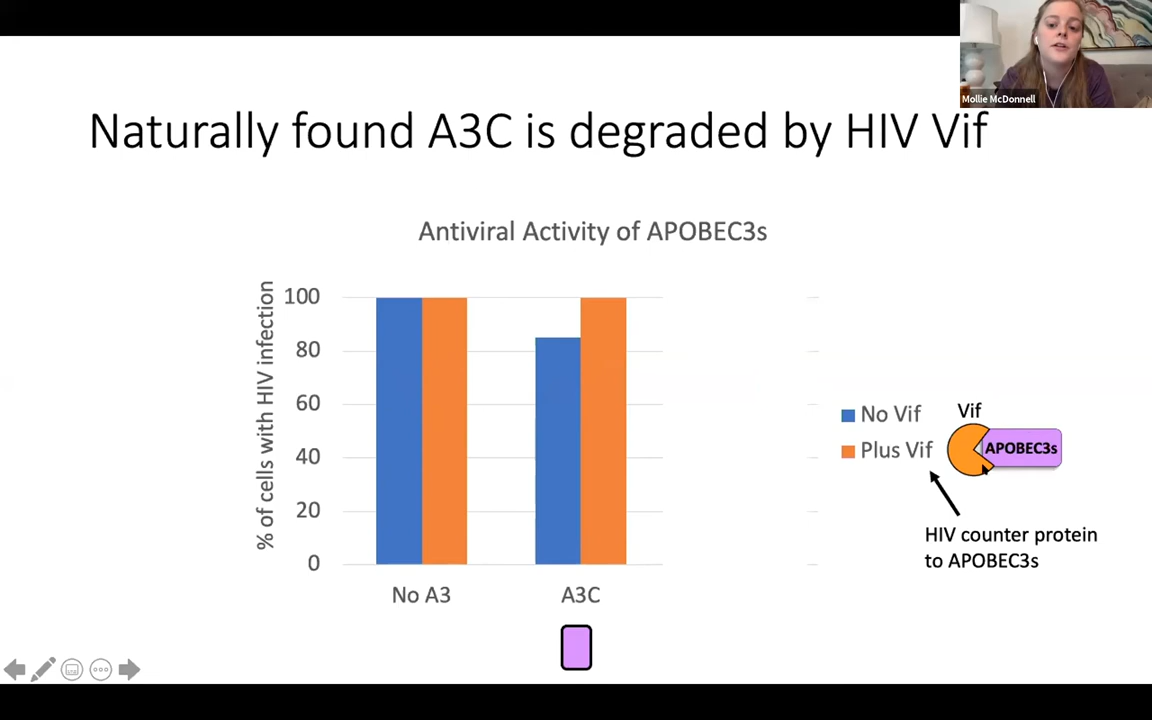 Mollie McDonnell
Naturally found A3C is degraded by HIV Vif
Antiviral Activity of APOBEC3s
% of cells with HIV infection
100
80
60
40
20
0
No A3
A3C
No Vif
Plus Vif
Vif
APOBEC3s
HIV counter protein
to APOBEC3s